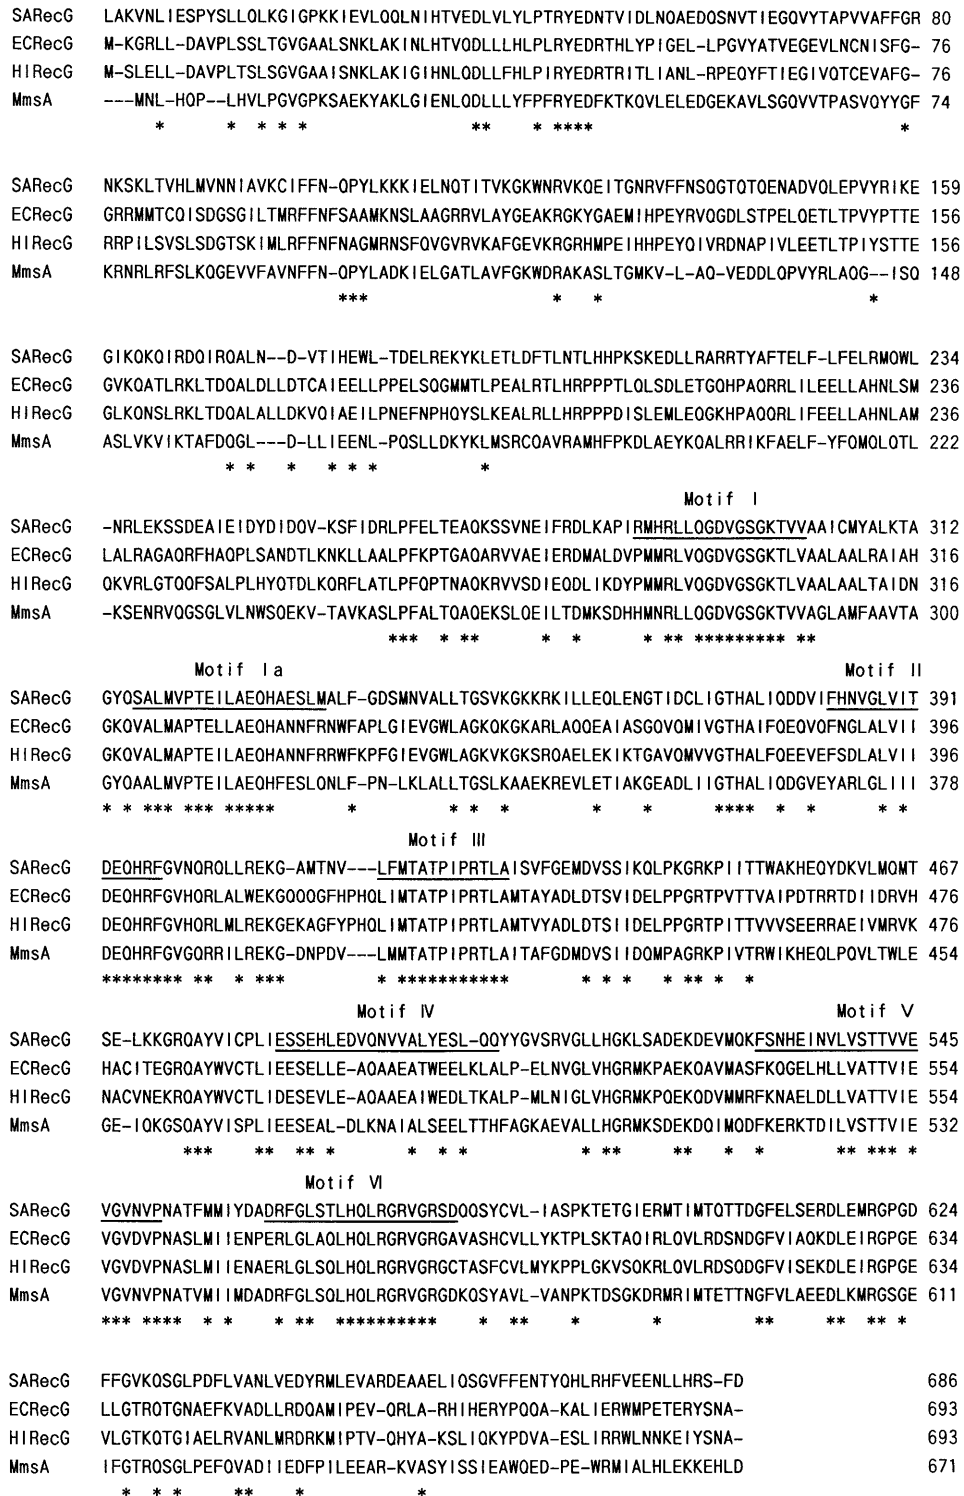 SARecG LAKVNLIESPYSLLQLKGIGPKKIEVLQQLNIHTVEDLVLYLPTRYEDNTVIDLNQAEDQSNVTIEGQVYTAPVVAFFGR 80
ECRecG M-KGRLL-DAVPLSSLTGVGAALSNKLAKINLHTVQDLLLHLPLRYEDRTHLYPIGEL-LPGVYATVEGEVLNCNISFG- 76
HIRecG M-SLELL-DAVPLTSLSGVGAAISNKLAKIGIHNLQDLLFHLPIRYEDRTRITLIANL-RPEQYFTIEGIVQTCEVAFG- 76
MmsA ---MNL-HQP--LHVLPGVGPKSAEKYAKLGIENLQDLLLYFPFRYEDFKTKQVLELEDGEKAVLSGQVVTPASVQYYGF 74
* * * * * ** * **** *
SARecG NKSKLTVHLMVNNIAVKCIFFN-QPYLKKKIELNQTITVKGKWNRVKQEITGNRVFFNSQGTQTQENADVQLEPVYRIKE 159
ECRecG GRRMMTCQISDGSGILTMRFFNFSAAMKNSLAAGRRVLAYGEAKRGKYGAEMIHPEYRVQGDLSTPELQETLTPVYPTTE 156
HIRecG RRPILSVSLSDGTSKIMLRFFNFNAGMRNSFQVGVRVKAFGEVKRGRHMPEIHHPEYQIVRDNAPIVLEETLTPIYSTTE 156
MmsA KRNRLRFSLKQGEVVFAVNFFN-QPYLADKIELGATLAVFGKWDRAKASLTGMKV-L-AQ-VEDDLQPVYRLAQG--ISQ 148
*** * * *
SARecG GIKQKQIRDQIRQALN--D-VTIHEWL-TDELREKYKLETLDFTLNTLHHPKSKEDLLRARRTYAFTELF-LFELRMQWL 234
ECRecG GVKQATLRKLTDQALDLLDTCAIEELLPPELSQGMMTLPEALRTLHRPPPTLQLSDLETGQHPAQRRLILEELLAHNLSM 236
HIRecG GLKQNSLRKLTDQALALLDKVQIAEILPNEFNPHQYSLKEALRLLHRPPPDISLEMLEQGKHPAQQRLIFEELLAHNLAM 236
MmsA ASLVKVIKTAFDQGL---D-LLIEENL-PQSLLDKYKLMSRCQAVRAMHFPKDLAEYKQALRRIKFAELF-YFQMQLQTL 222
* * * * * * *
Motif I
SARecG -NRLEKSSDEAIEIDYDIDQV-KSFIDRLPFELTEAQKSSVNEIFRDLKAPIRMHRLLQGDVGSGKTVVAAICMYALKTA 312
ECRecG LALRAGAQRFHAQPLSANDTLKNKLLAALPFKPTGAQARVVAEIERDMALDVPMMRLVQGDVGSGKTLVAALAALRAIAH 316
HIRecG QKVRLGTQQFSALPLHYQTDLKQRFLATLPFQPTNAQKRVVSDIEQDLIKDYPMMRLVQGDVGSGKTLVAALAALTAIDN 316
MmsA -KSENRVQGSGLVLNWSQEKV-TAVKASLPFALTQAQEKSLQEILTDMKSDHHMNRLLQGDVGSGKTVVAGLAMFAAVTA 300
*** * ** * * * ** ********* **
Motif Ia Motif II
SARecG GYQSALMVPTEILAEQHAESLMALF-GDSMNVALLTGSVKGKKRKILLEQLENGTIDCLIGTHALIQDDVIFHNVGLVIT 391
ECRecG GKQVALMAPTELLAEQHANNFRNWFAPLGIEVGWLAGKQKGKARLAQQEAIASGQVQMIVGTHAIFQEQVQFNGLALVII 396
HIRecG GKQVALMAPTEILAEQHANNFRRWFKPFGIEVGWLAGKVKGKSRQAELEKIKTGAVQMVVGTHALFQEEVEFSDLALVII 396
MmsA GYQAALMVPTEILAEQHFESLQNLF-PN-LKLALLTGSLKAAEKREVLETIAKGEADLIIGTHALIQDGVEYARLGLIII 378
* * *** *** ***** * * * * * * **** * * * *
Motif III
SARecG DEQHRFGVNQRQLLREKG-AMTNV---LFMTATPIPRTLAISVFGEMDVSSIKQLPKGRKPIITTWAKHEQYDKVLMQMT 467
ECRecG DEQHRFGVHQRLALWEKGQQQGFHPHQLIMTATPIPRTLAMTAYADLDTSVIDELPPGRTPVTTVAIPDTRRTDIIDRVH 476
HIRecG DEQHRFGVHQRLMLREKGEKAGFYPHQLIMTATPIPRTLAMTVYADLDTSIIDELPPGRTPITTVVVSEERRAEIVMRVK 476
MmsA DEQHRFGVGQRRILREKG-DNPDV---LMMTATPIPRTLAITAFGDMDVSIIDQMPAGRKPIVTRWIKHEQLPQVLTWLE 454
******** ** * *** * *********** * * * * ** * *
Motif IV Motif V
SARecG SE-LKKGRQAYVICPLIESSEHLEDVQNVVALYESL-QQYYGVSRVGLLHGKLSADEKDEVMQKFSNHEINVLVSTTVVE 545
ECRecG HACITEGRQAYWVCTLIEESELLE-AQAAEATWEELKLALP-ELNVGLVHGRMKPAEKQAVMASFKQGELHLLVATTVIE 554
HIRecG NACVNEKRQAYWVCTLIDESEVLE-AQAAEAIWEDLTKALP-MLNIGLVHGRMKPQEKQDVMMRFKNAELDLLVATTVIE 554
MmsA GE-IQKGSQAYVISPLIEESEAL-DLKNAIALSEELTTHFAGKAEVALLHGRMKSDEKDQIMQDFKERKTDILVSTTVIE 532
*** ** ** * * * * * ** ** * * ** *** *
Motif VI
SARecG VGVNVPNATFMMIYDADRFGLSTLHQLRGRVGRSDQQSYCVL-IASPKTETGIERMTIMTQTTDGFELSERDLEMRGPGD 624
ECRecG VGVDVPNASLMIIENPERLGLAQLHQLRGRVGRGAVASHCVLLYKTPLSKTAQIRLQVLRDSNDGFVIAQKDLEIRGPGE 634
HIRecG VGVDVPNASLMIIENAERLGLSQLHQLRGRVGRGCTASFCVLMYKPPLGKVSQKRLQVLRDSQDGFVISEKDLEIRGPGE 634
MmsA VGVNVPNATVMIIMDADRFGLSQLHQLRGRVGRGDKQSYAVL-VANPKTDSGKDRMRIMTETTNGFVLAEEDLKMRGSGE 611
*** **** * * * ** ********** * ** * * ** ** ** *
SARecG FFGVKQSGLPDFLVANLVEDYRMLEVARDEAAELIQSGVFFENTYQHLRHFVEENLLHRS-FD 686
ECRecG LLGTRQTGNAEFKVADLLRDQAMIPEV-QRLA-RHIHERYPQQA-KALIERWMPETERYSNA- 693
HIRecG VLGTKQTGIAELRVANLMRDRKMIPTV-QHYA-KSLIQKYPDVA-ESLIRRWLNNKEIYSNA- 693
MmsA IFGTRQSGLPEFQVADIIEDFPILEEAR-KVASYISSIEAWQED-PE-WRMIALHLEKKEHLD 671
* * * ** * *